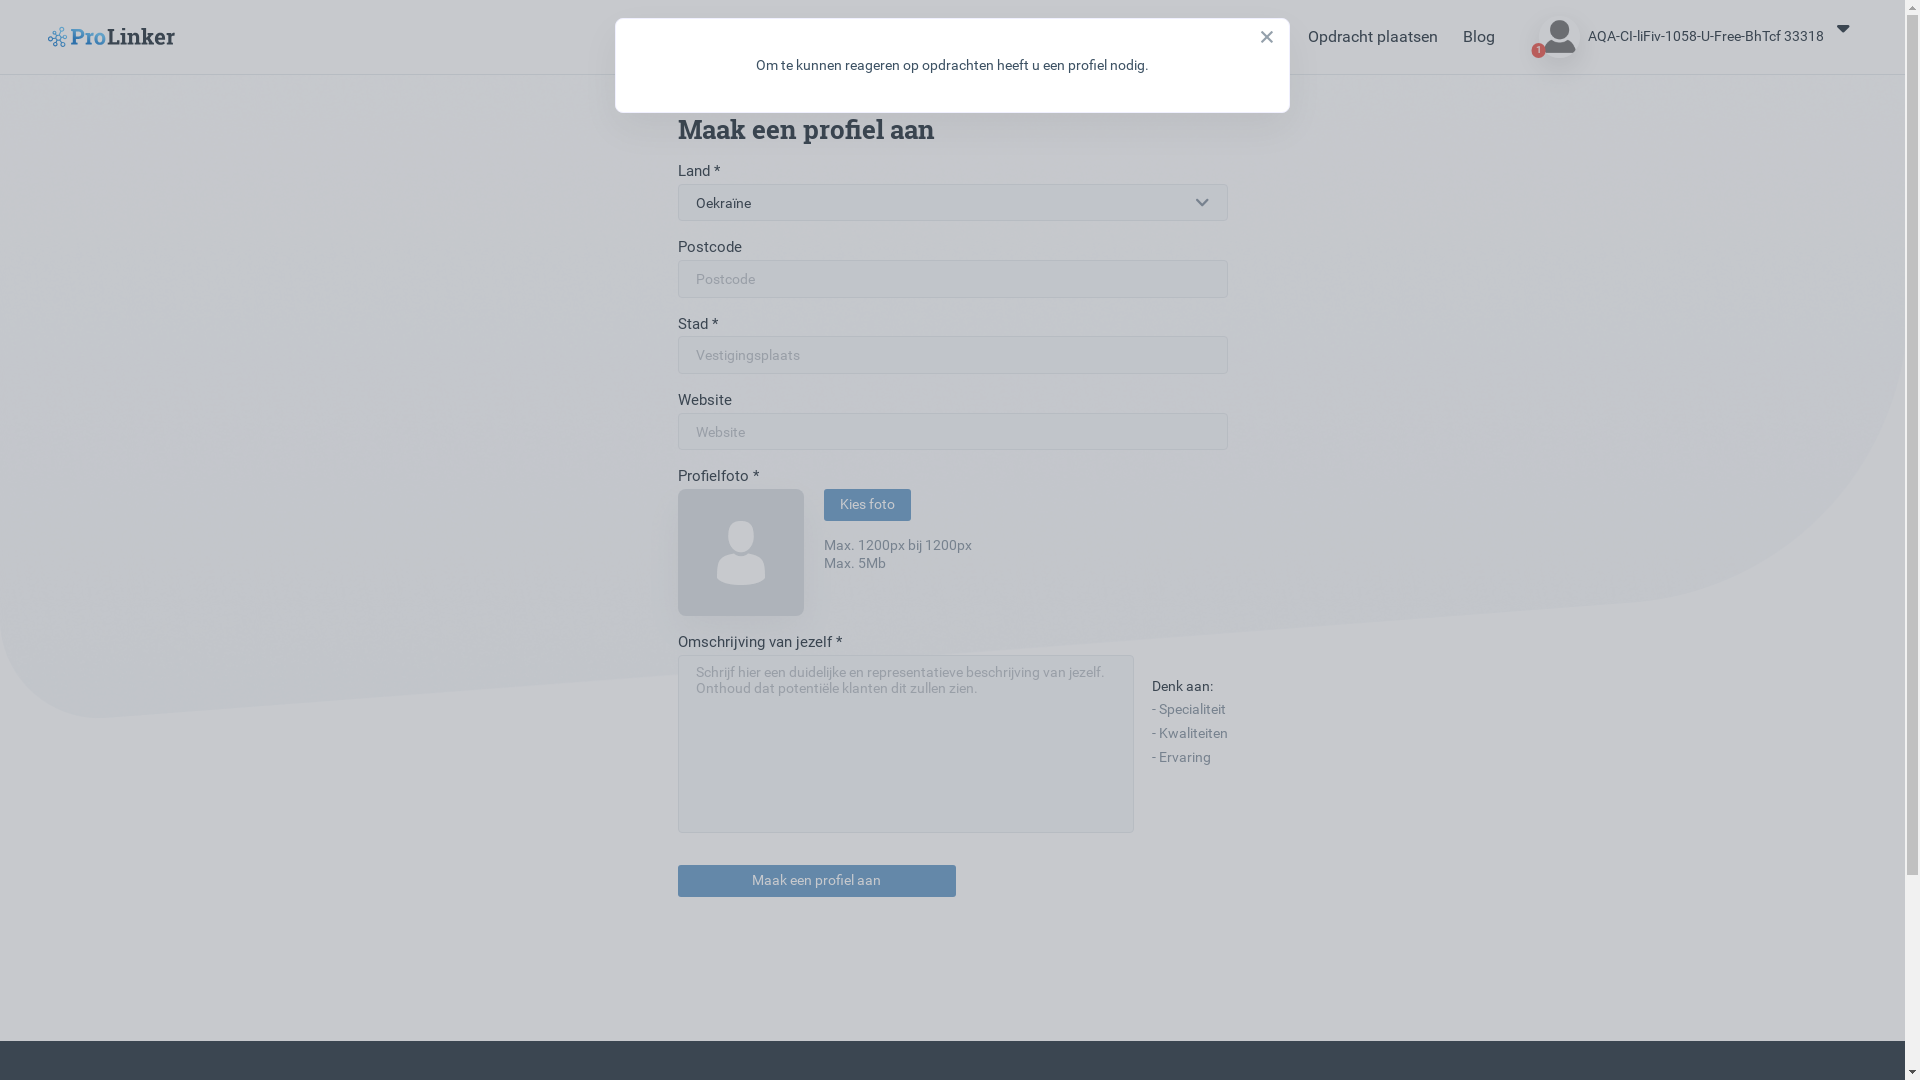 ProLinker
Opdracht plaatsen
Blog
1
AQA-CI-liFiv-1058-U-Free-BhTcf 33318
Om te kunnen reageren op opdrachten heeft u een profiel nodig.
Maak een profiel aan
Land *
Oekraïne
Postcode
Postcode
Stad *
Vestigingsplaats
Website
Website
Profielfoto *
Kies foto
Max. 1200px bij 1200px
Max. 5Mb
Omschrijving van jezelf *
Schrijf hier een duidelijke en representatieve beschrijving van jezelf.
Onthoud dat potentiële klanten dit zullen zien.
Denk aan:
- Specialiteit
- Kwaliteiten
- Ervaring
Maak een profiel aan